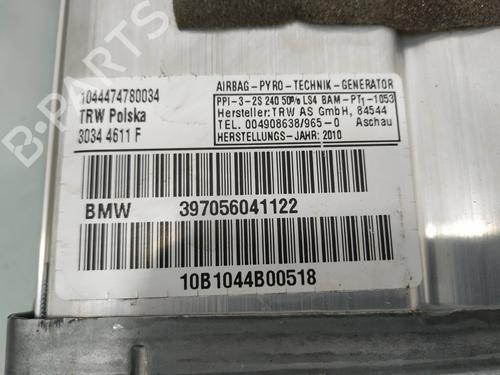 1044474780034
TRW Polska
3034 4611 F
AIRBAG-PYRO-TECHNIK-GENERATOR
PPI-3-2S 240 50% LS4 BAM-PT1-1053
Hersteller:TRW AS GmbH, 84544
TEL. 004908638/965-0 Aschau
HERSTELLUNGS-JAHR: 2010
BMW 397056041122
10B1044B00518